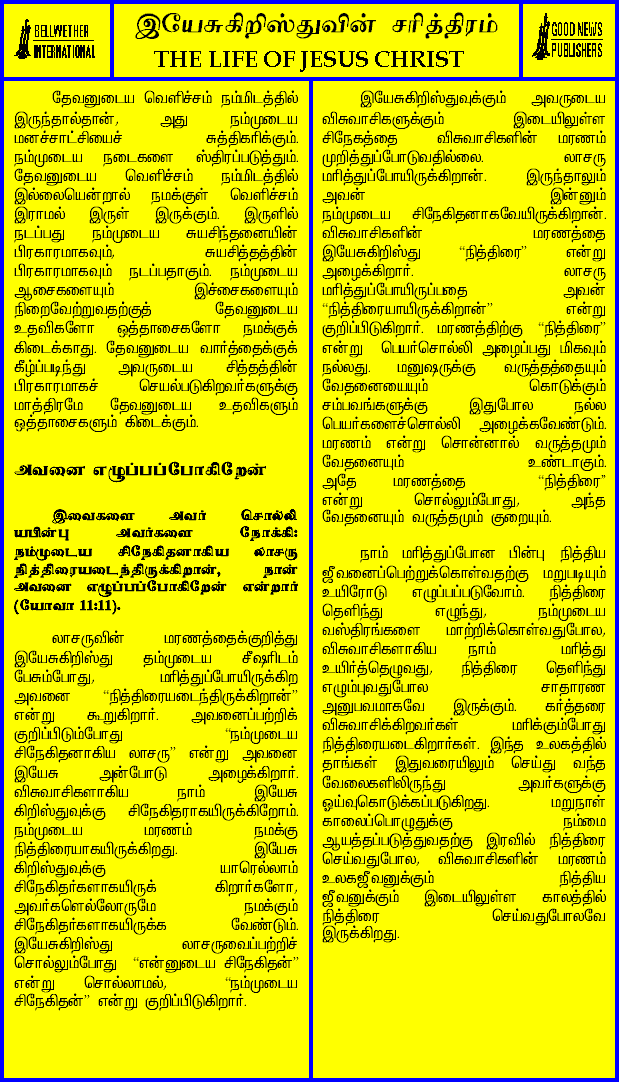 BELLWETHER
INTERNATIONAL
இயேசுகிறிஸ்துவின் சரித்திரம்
THE LIFE OF JESUS CHRIST
GOOD NEWS
PUBLISHERS
தேவனுடைய வெளிச்சம் நம்மிடத்தில்
இருந்தால்தான், அது நம்முடைய
மனச்சாட்சியைச் சுத்திகரிக்கும்.
நம்முடைய நடைகளை ஸ்திரப்படுத்தும்.
தேவனுடைய வெளிச்சம் நம்மிடத்தில்
இல்லையென்றால் நமக்குள் வெளிச்சம்
இராமல் இருள் இருக்கும். இருளில்
நடப்பது நம்முடைய சுயசிந்தனையின்
பிரகாரமாகவும், சுயசித்தத்தின்
பிரகாரமாகவும் நடப்பதாகும். நம்முடைய
ஆசைகளையும் இச்சைகளையும்
நிறைவேற்றுவதற்குத் தேவனுடைய
உதவிகளோ ஒத்தாசைகளோ நமக்குக்
கிடைக்காது. தேவனுடைய வார்த்தைக்குக்
கீழ்ப்படிந்து அவருடைய சித்தத்தின்
பிரகாரமாகச் செயல்படுகிறவர்களுக்கு
மாத்திரமே தேவனுடைய உதவிகளும்
ஒத்தாசைகளும் கிடைக்கும்.
அவனை எழுப்பப்போகிறேன்
இவைகளை அவர் சொல்லி
யபின்பு அவர்களை நோக்கி:
நம்முடைய சிநேகிதனாகிய லாசரு
நித்திரையடைந்திருக்கிறான், நான்
அவனை எழுப்பப்போகிறேன் என்றார்
(யோவா 11:11).
லாசருவின் மரணத்தைக்குறித்து
இயேசுகிறிஸ்து தம்முடைய சீஷரிடம்
பேசும்போது, மரித்துப்போயிருக்கிற
அவனை "நித்திரையடைந்திருக்கிறான்"
என்று கூறுகிறார். அவனைப்பற்றிக்
குறிப்பிடும்போது "நம்முடைய
சிநேகிதனாகிய லாசரு" என்று அவனை
இயேசு அன்போடு அழைக்கிறார்.
விசுவாசிகளாகிய நாம் இயேசு
கிறிஸ்துவுக்கு சிநேகிதராகயிருக்கிறோம்.
நம்முடைய மரணம் நமக்கு
நித்திரையாகயிருக்கிறது. இயேசு
கிறிஸ்துவுக்கு யாரெல்லாம்
சிநேகிதர்களாகயிருக் கிறார்களோ,
அவர்களெல்லோருமே நமக்கும்
சிநேகிதர்களாகயிருக்க வேண்டும்.
இயேசுகிறிஸ்து லாசருவைப்பற்றிச்
சொல்லும்போது "என்னுடைய சிநேகிதன்"
என்று சொல்லாமல், "நம்முடைய
சிநேகிதன்" என்று குறிப்பிடுகிறார்.
இயேசுகிறிஸ்துவுக்கும் அவருடைய
விசுவாசிகளுக்கும் இடையிலுள்ள
சிநேகத்தை விசுவாசிகளின் மரணம்
முறித்துப்போடுவதில்லை. லாசரு
மரித்துப்போயிருக்கிறான். இருந்தாலும்
அவன் இன்னும்
நம்முடைய சிநேகிதனாகவேயிருக்கிறான்.
விசுவாசிகளின் மரணத்தை
இயேசுகிறிஸ்து "நித்திரை" என்று
அழைக்கிறார். லாசரு
மரித்துப்போயிருப்பதை அவன்
"நித்திரையாயிருக்கிறான்" என்று
குறிப்பிடுகிறார். மரணத்திற்கு "நித்திரை"
என்று பெயர்சொல்லி அழைப்பது மிகவும்
நல்லது. மனுஷருக்கு வருத்தத்தையும்
வேதனையையும் கொடுக்கும்
சம்பவங்களுக்கு இதுபோல நல்ல
பெயர்களைச்சொல்லி அழைக்கவேண்டும்.
மரணம் என்று சொன்னால் வருத்தமும்
வேதனையும் உண்டாகும்.
அதே மரணத்தை "நித்திரை"
என்று சொல்லும்போது, அந்த
வேதனையும் வருத்தமும் குறையும்.
நாம் மரித்துப்போன பின்பு நித்திய
ஜீவனைப்பெற்றுக்கொள்வதற்கு மறுபடியும்
உயிரோடு எழுப்பப்படுவோம். நித்திரை
தெளிந்து எழுந்து, நம்முடைய
வஸ்திரங்களை மாற்றிக்கொள்வதுபோல,
விசுவாசிகளாகிய நாம் மரித்து
உயிர்த்தெழுவது, நித்திரை தெளிந்து
எழும்புவதுபோல சாதாரண
அனுபவமாகவே இருக்கும். கர்த்தரை
விசுவாசிக்கிறவர்கள் மரிக்கும்போது
நித்திரையடைகிறார்கள். இந்த உலகத்தில்
தாங்கள் இதுவரையிலும் செய்து வந்த
வேலைகளிலிருந்து அவர்களுக்கு
ஓய்வுகொடுக்கப்படுகிறது. மறுநாள்
காலைப்பொழுதுக்கு நம்மை
ஆயத்தப்படுத்துவதற்கு இரவில் நித்திரை
செய்வதுபோல, விசுவாசிகளின் மரணம்
உலகஜீவனுக்கும் நித்திய
ஜீவனுக்கும் இடையிலுள்ள காலத்தில்
நித்திரை செய்வதுபோலவே
இருக்கிறது.